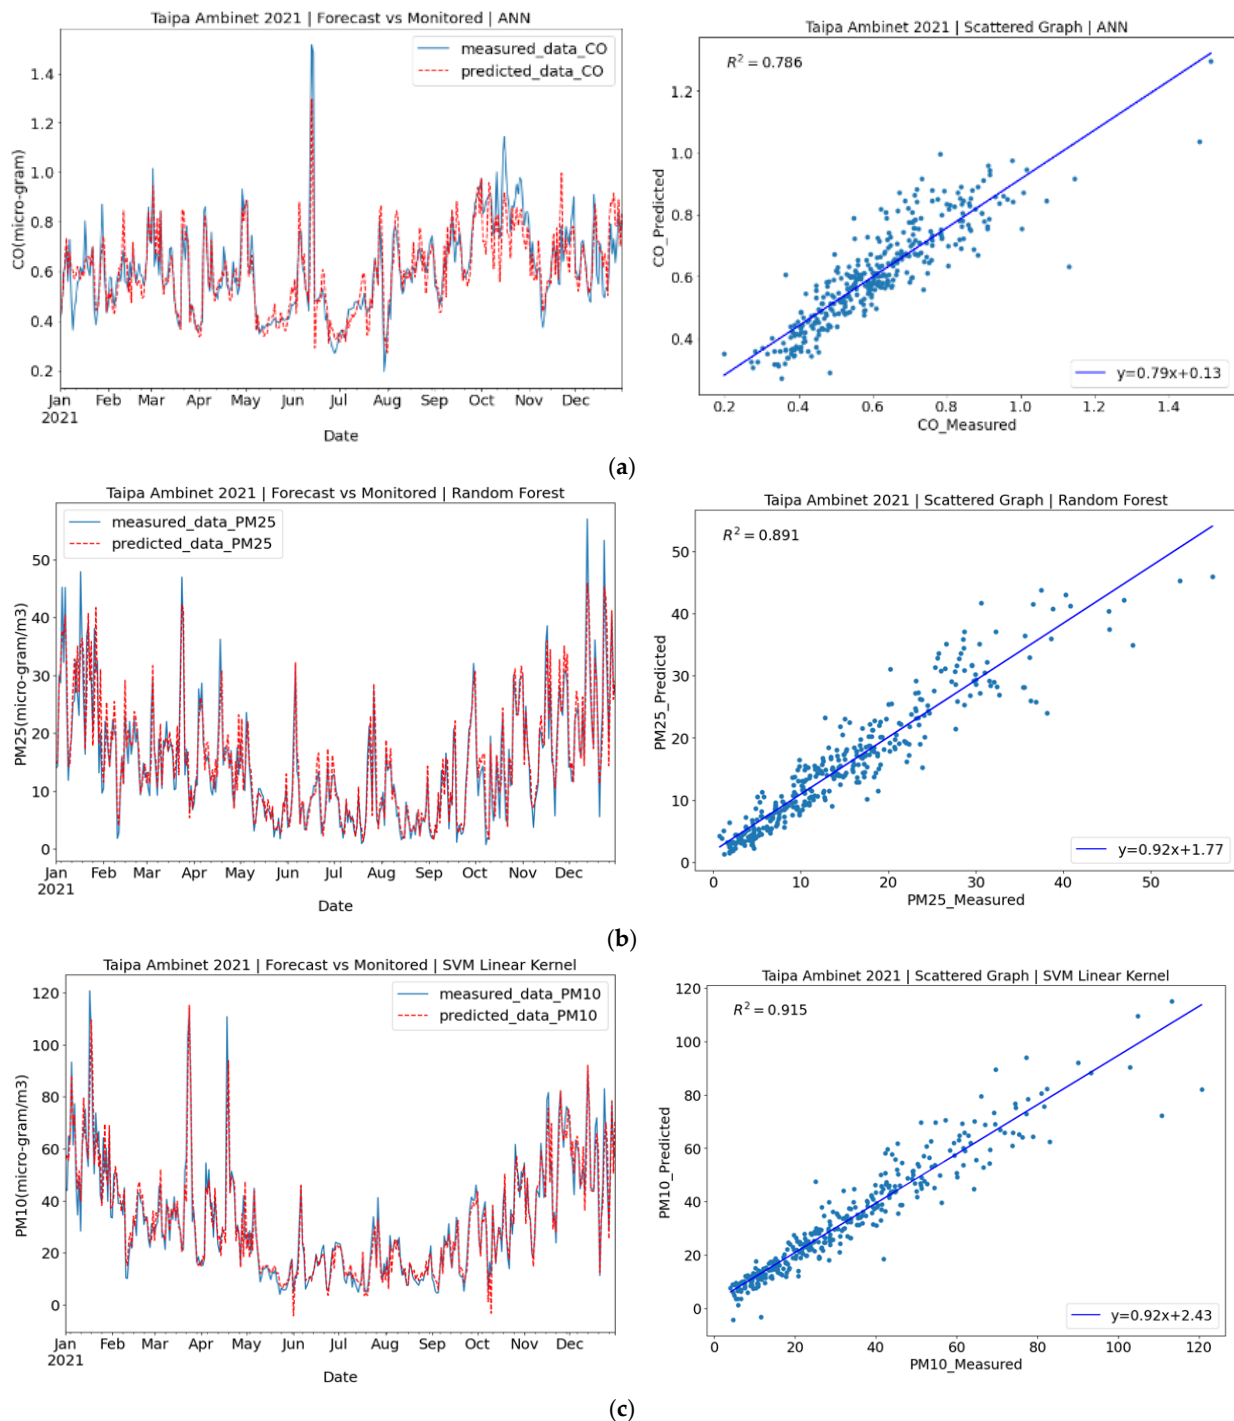 Taipa Ambinet 2021 | Forecast vs Monitored | ANN
measured_data_CO
predicted_data_CO
CO(micro-gram)
1.4
1.2
1.0
0.8
0.6
0.4
0.2
Jan Feb Mar Apr May Jun Jul Aug Sep Oct Nov Dec
2021
Date
Taipa Ambinet 2021 | Scattered Graph | ANN
R² = 0.786
CO_Predicted
1.2
1.0
0.8
0.6
0.4
y=0.79x+0.13
0.2 0.4 0.6 0.8 1.0 1.2 1.4
CO_Measured
(a)
Taipa Ambinet 2021 | Forecast vs Monitored | Random Forest
measured_data_PM25
predicted_data_PM25
PM25(micro-gram/m3)
50
40
30
20
10
0
Jan Feb Mar Apr May Jun Jul Aug Sep Oct Nov Dec
2021
Date
Taipa Ambinet 2021 | Scattered Graph | Random Forest
R² = 0.891
PM25_Predicted
50
40
30
20
10
0
y=0.92x+1.77
0 10 20 30 40 50
PM25_Measured
(b)
Taipa Ambinet 2021 | Forecast vs Monitored | SVM Linear Kernel
measured_data_PM10
predicted_data_PM10
PM10(micro-gram/m3)
120
100
80
60
40
20
0
Jan Feb Mar Apr May Jun Jul Aug Sep Oct Nov Dec
2021
Date
Taipa Ambinet 2021 | Scattered Graph | SVM Linear Kernel
R² = 0.915
PM10_Predicted
120
100
80
60
40
20
0
y=0.92x+2.43
0 20 40 60 80 100 120
PM10_Measured
(c)